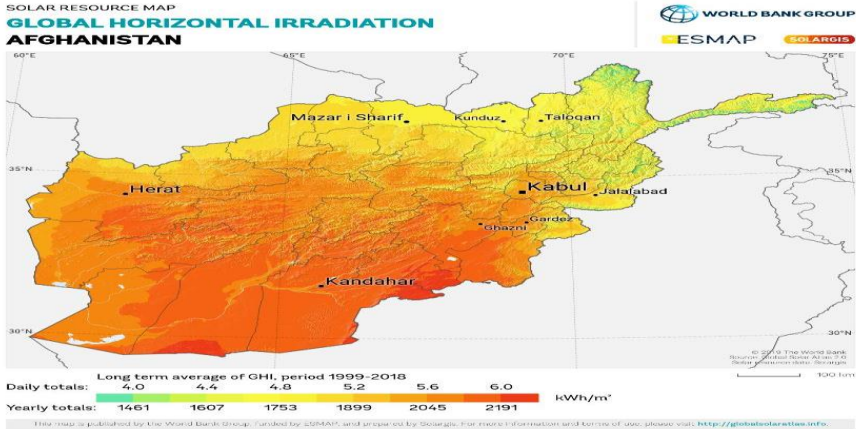 SOLAR RESOURCE MAP
GLOBAL HORIZONTAL IRRADIATION
AFGHANISTAN
WORLD BANK GROUP
ESMAP
SOLARGIS
60°E
65°E
70°E
75°E
Mazar i Sharif
Kunduz
Taloqan
35°N
35°N
Herat
Kabul
Jalalabad
Gardez
Ghazni
Kandahar
30°N
30°N
© 2019 The World Bank
Source: Global Solar Atlas 2.0
Solar resource data: Solargis
100 km
Long term average of GHI, period 1999-2018
Daily totals: 4.0 4.4 4.8 5.2 5.6 6.0
kWh/m²
Yearly totals: 1461 1607 1753 1899 2045 2191
This map is published by the World Bank Group, funded by ESMAP, and prepared by Solargis. For more information and terms of use, please visit http://globalsolaratlas.info.